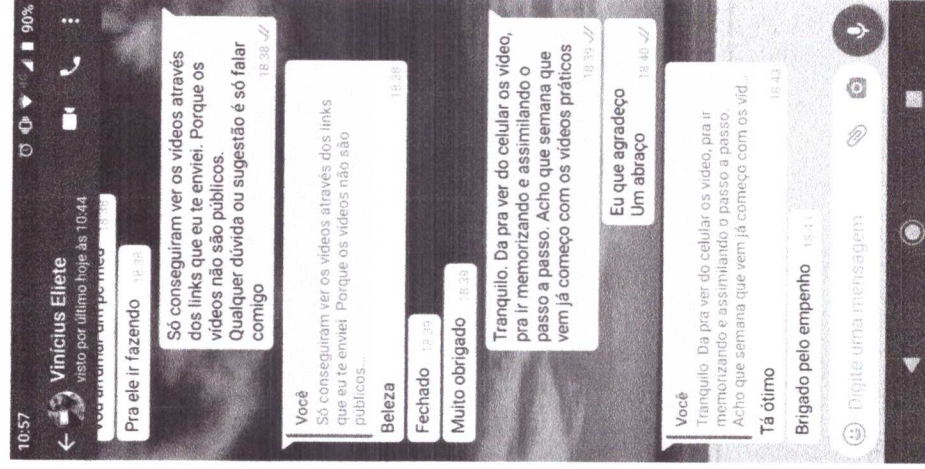 10:57
90%
Vinícius Eliete
visto por último hoje às 10:44
Pra ele ir fazendo 18:38
Só conseguiram ver os vídeos através
dos links que eu te enviei. Porque os
vídeos não são públicos.
Qualquer dúvida ou sugestão é só falar
comigo
18:38
Você
Só conseguiram ver os vídeos através dos links
que eu te enviei. Porque os vídeos não são
públicos...
Beleza
18:38
Fechado 18:39
Muito obrigado 18:39
Tranquilo. Da pra ver do celular os vídeo,
pra ir memorizando e assimilando o
passo a passo. Acho que semana que
vem já começo com os vídeos práticos
18:39
Eu que agradeço
Um abraço
18:40
Você
Tranquilo. Da pra ver do celular os vídeo, pra ir
memorizando e assimilando o passo a passo.
Acho que semana que vem já começo com os víd...
Tá ótimo
18:43
Brigado pelo empenho
Digite uma mensagem